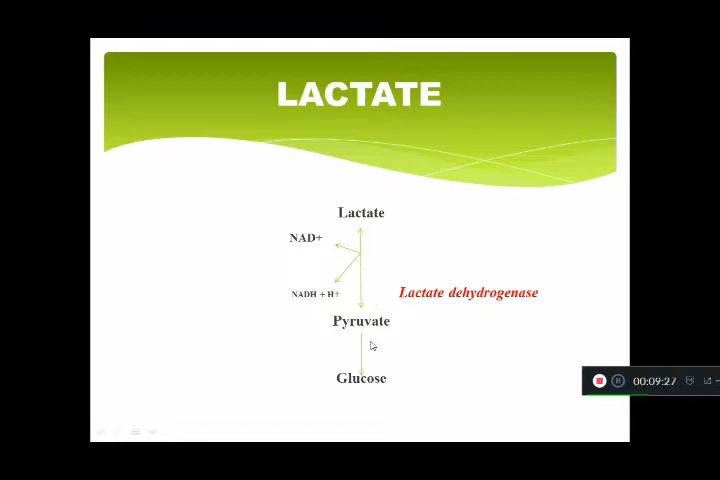 LACTATE
Lactate
NAD+
NADH + H+
Lactate dehydrogenase
Pyruvate
Glucose
00:09:27